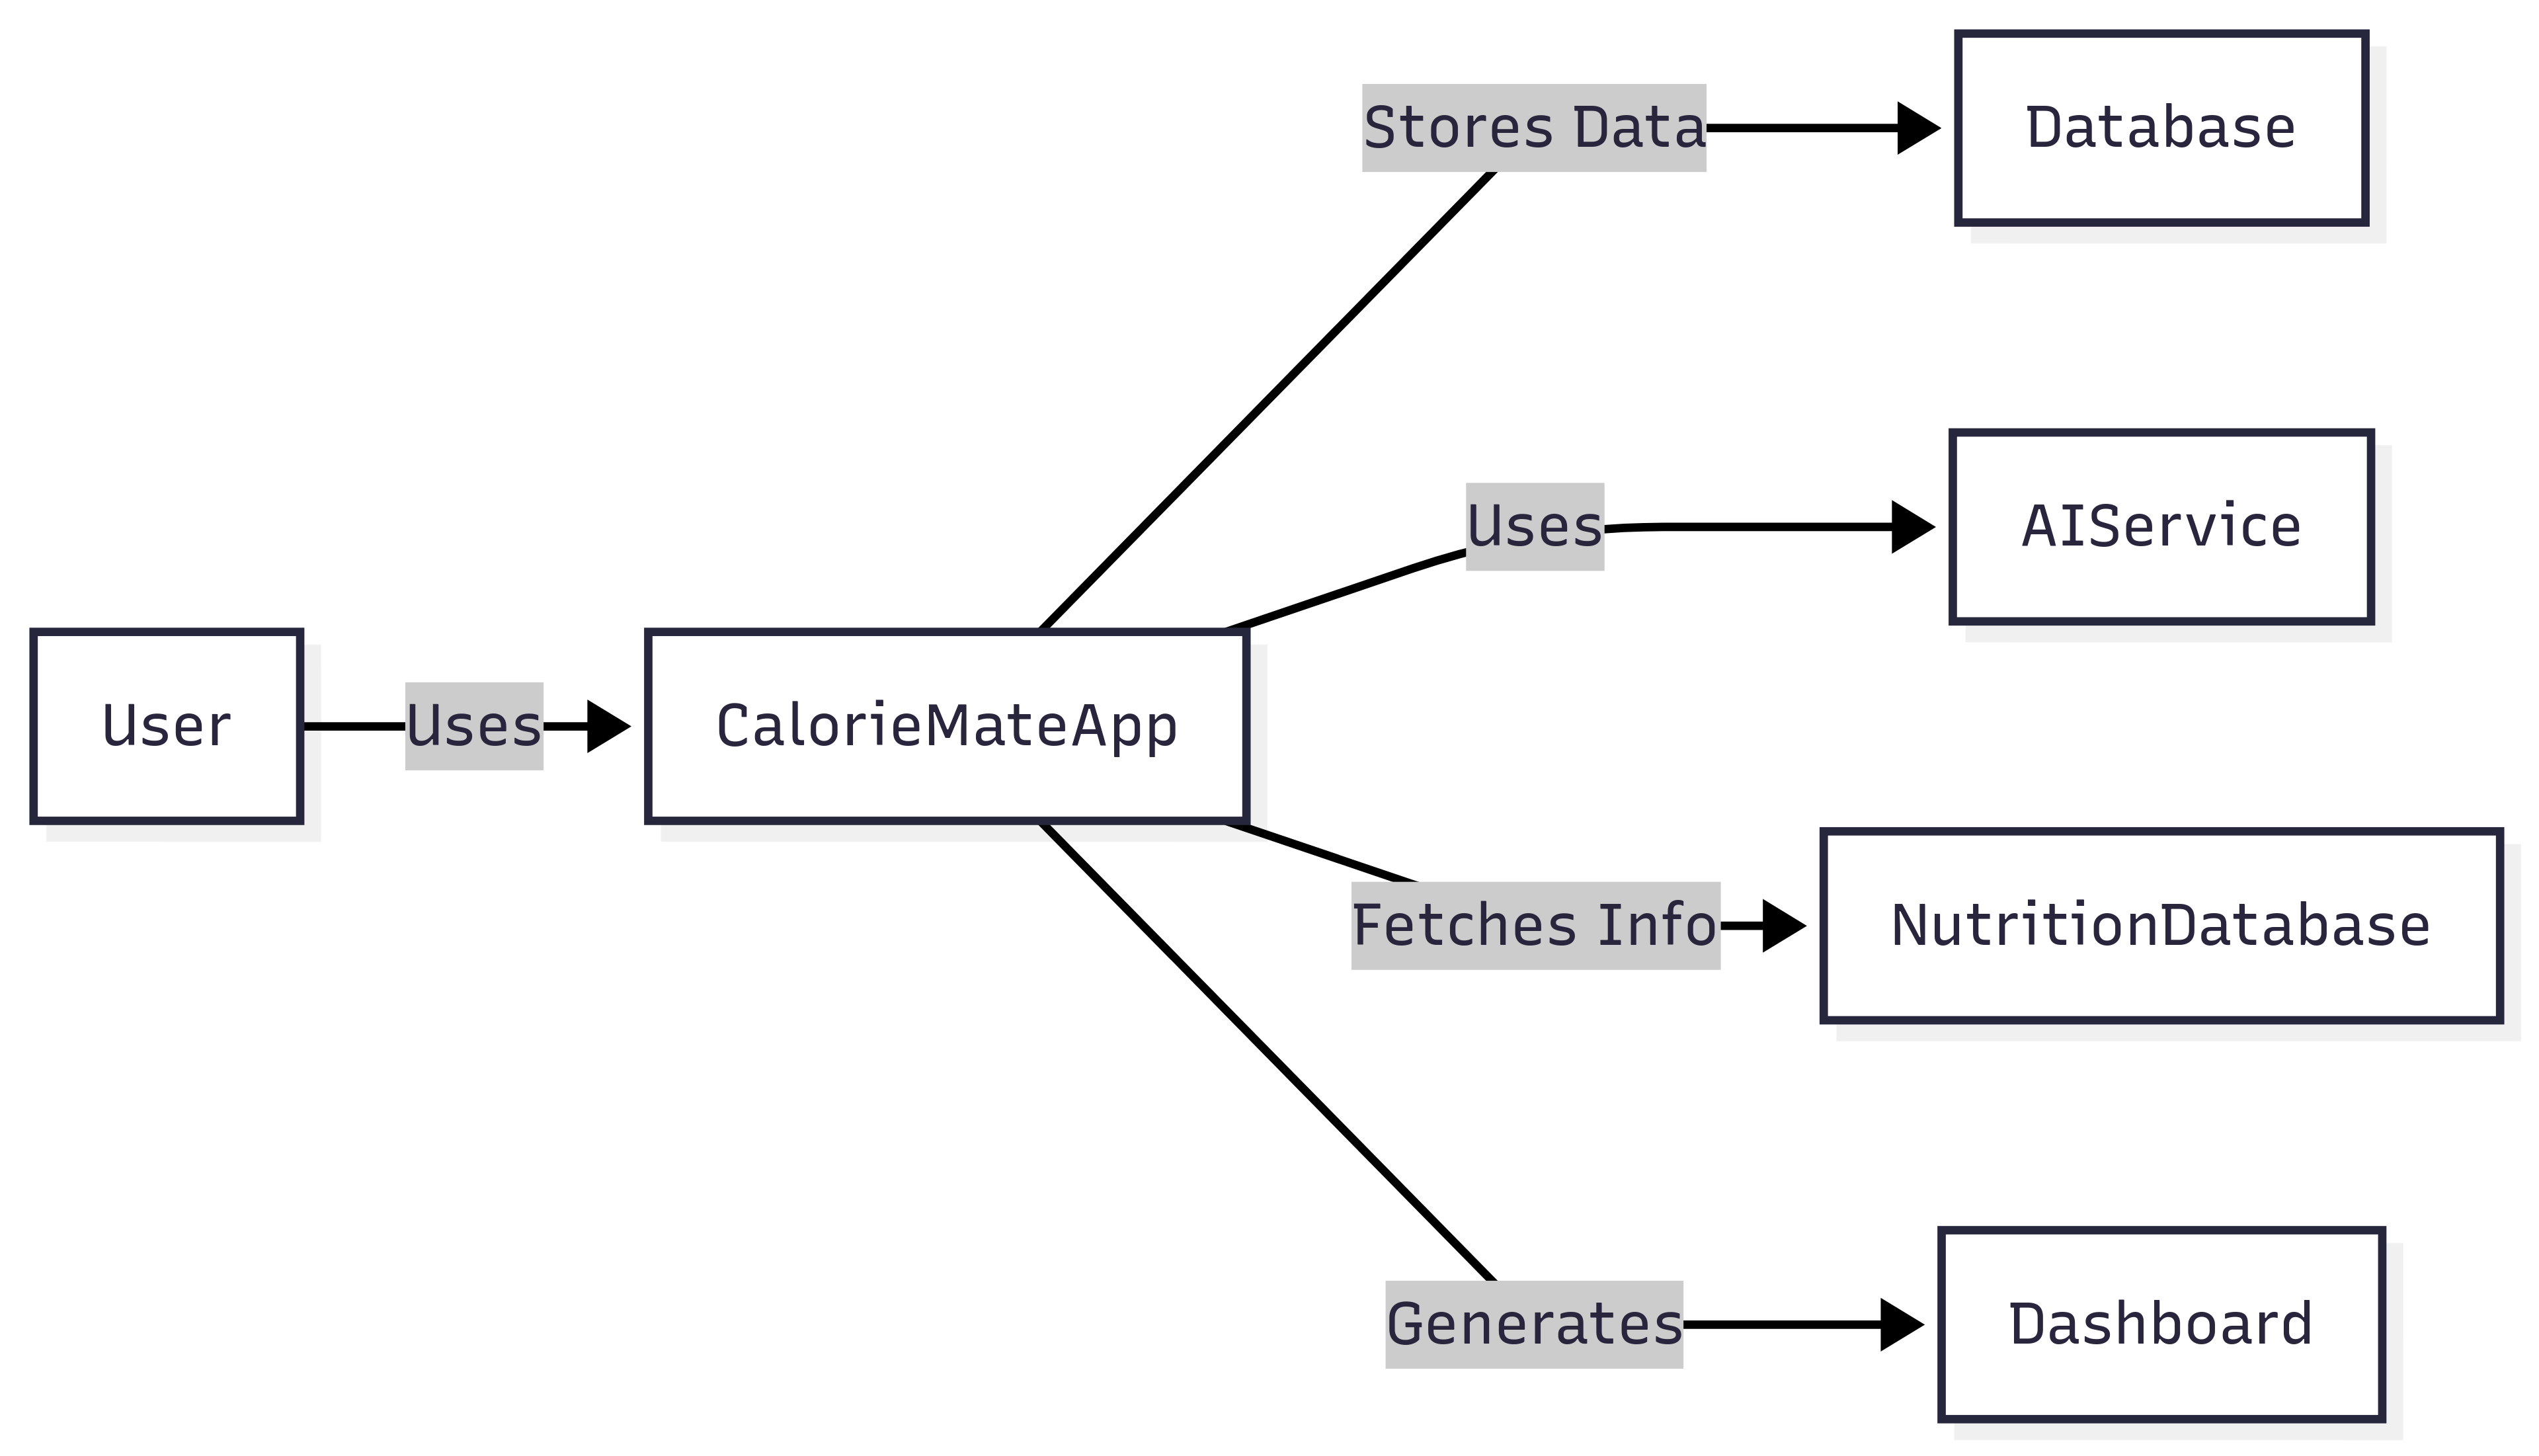 Stores Data
Database
Uses
AIService
User
Uses
CalorieMateApp
Fetches Info
NutritionDatabase
Generates
Dashboard